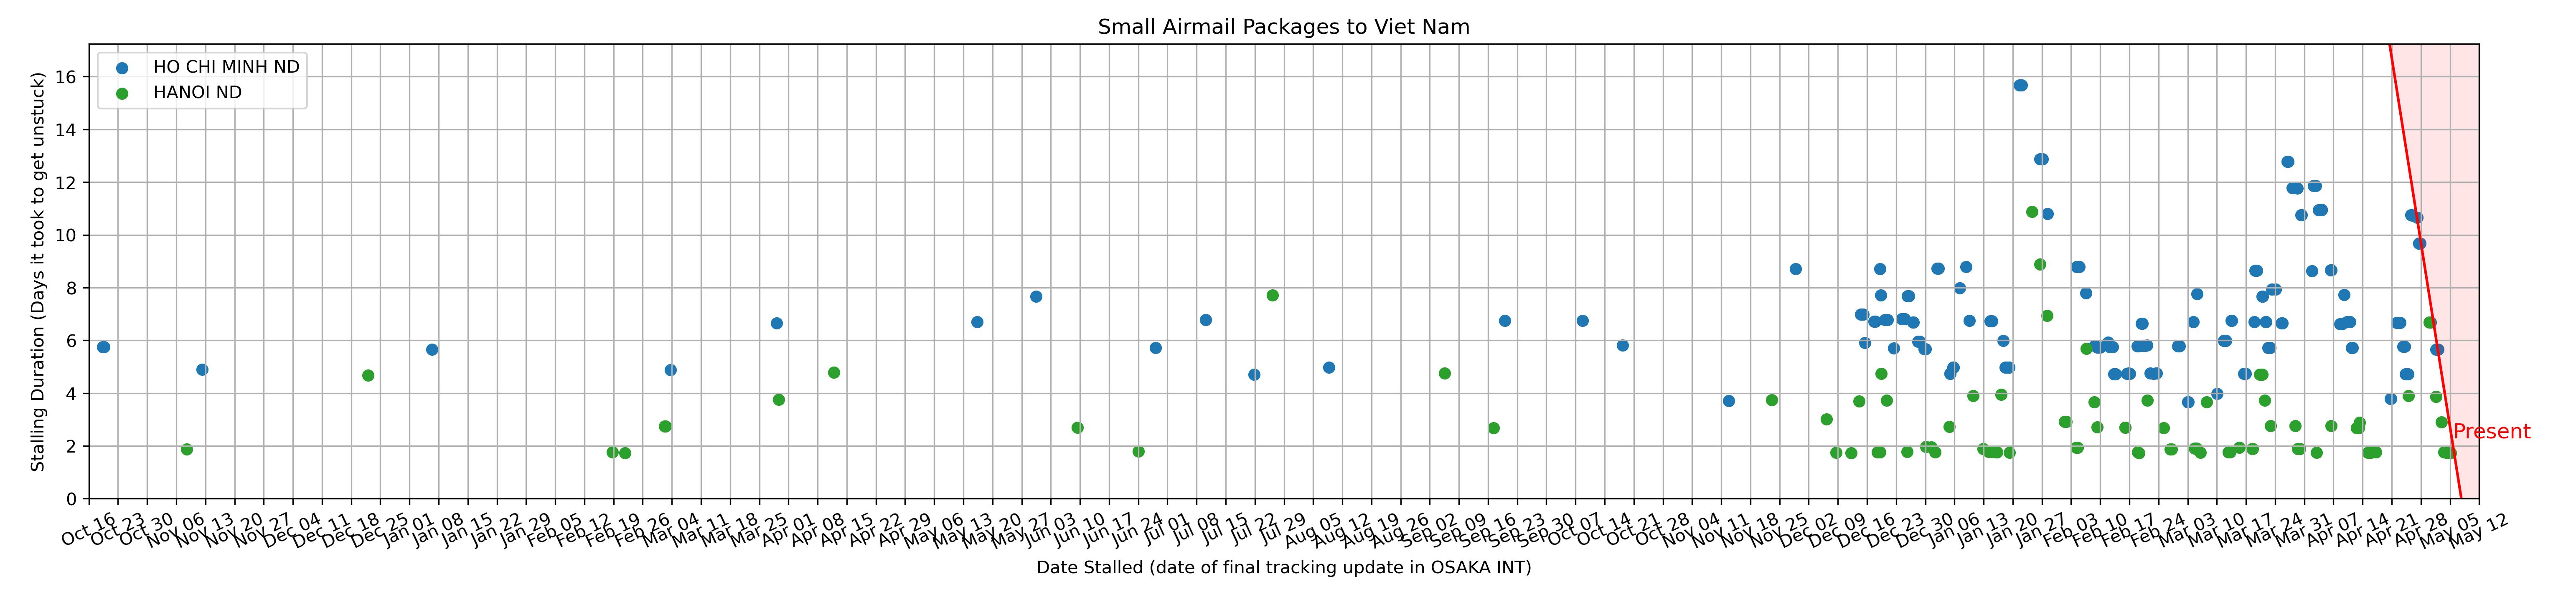 Small Airmail Packages to Viet Nam
HO CHI MINH ND
HANOI ND
Stalling Duration (Days it took to get unstuck)
16
14
12
10
8
6
4
2
0
Present
Oct 16 Oct 23 Oct 30 Nov 06 Nov 13 Nov 20 Nov 27 Dec 04 Dec 11 Dec 18 Dec 25 Jan 01 Jan 08 Jan 15 Jan 22 Jan 29 Feb 05 Feb 12 Feb 19 Feb 26 Mar 04 Mar 11 Mar 18 Mar 25 Apr 01 Apr 08 Apr 15 Apr 22 Apr 29 May 06 May 13 May 20 May 27 Jun 03 Jun 10 Jun 17 Jun 24 Jul 01 Jul 08 Jul 15 Jul 22 Jul 29 Aug 05 Aug 12 Aug 19 Aug 26 Sep 02 Sep 09 Sep 16 Sep 23 Sep 30 Oct 07 Oct 14 Oct 21 Oct 28 Nov 04 Nov 11 Nov 18 Nov 25 Dec 02 Dec 09 Dec 16 Dec 23 Dec 30 Jan 06 Jan 13 Jan 20 Jan 27 Feb 03 Feb 10 Feb 17 Feb 24 Mar 03 Mar 10 Mar 17 Mar 24 Mar 31 Apr 07 Apr 14 Apr 21 Apr 28 May 05 May 12
Date Stalled (date of final tracking update in OSAKA INT)